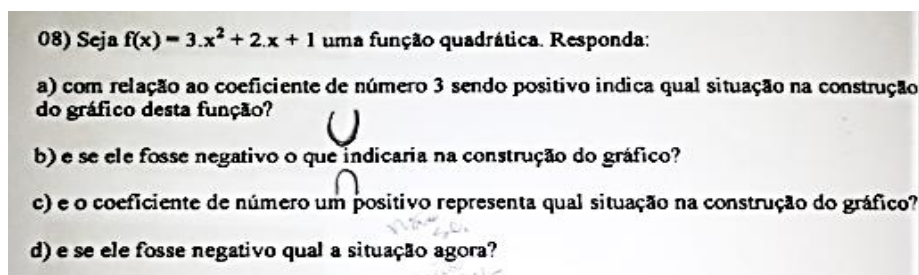 08) Seja f(x) = 3.x² + 2.x + 1 uma função quadrática. Responda:
a) com relação ao coeficiente de número 3 sendo positivo indica qual situação na construção
do gráfico desta função?
b) e se ele fosse negativo o que indicaria na construção do gráfico?
c) e o coeficiente de número um positivo representa qual situação na construção do gráfico?
d) e se ele fosse negativo qual a situação agora?